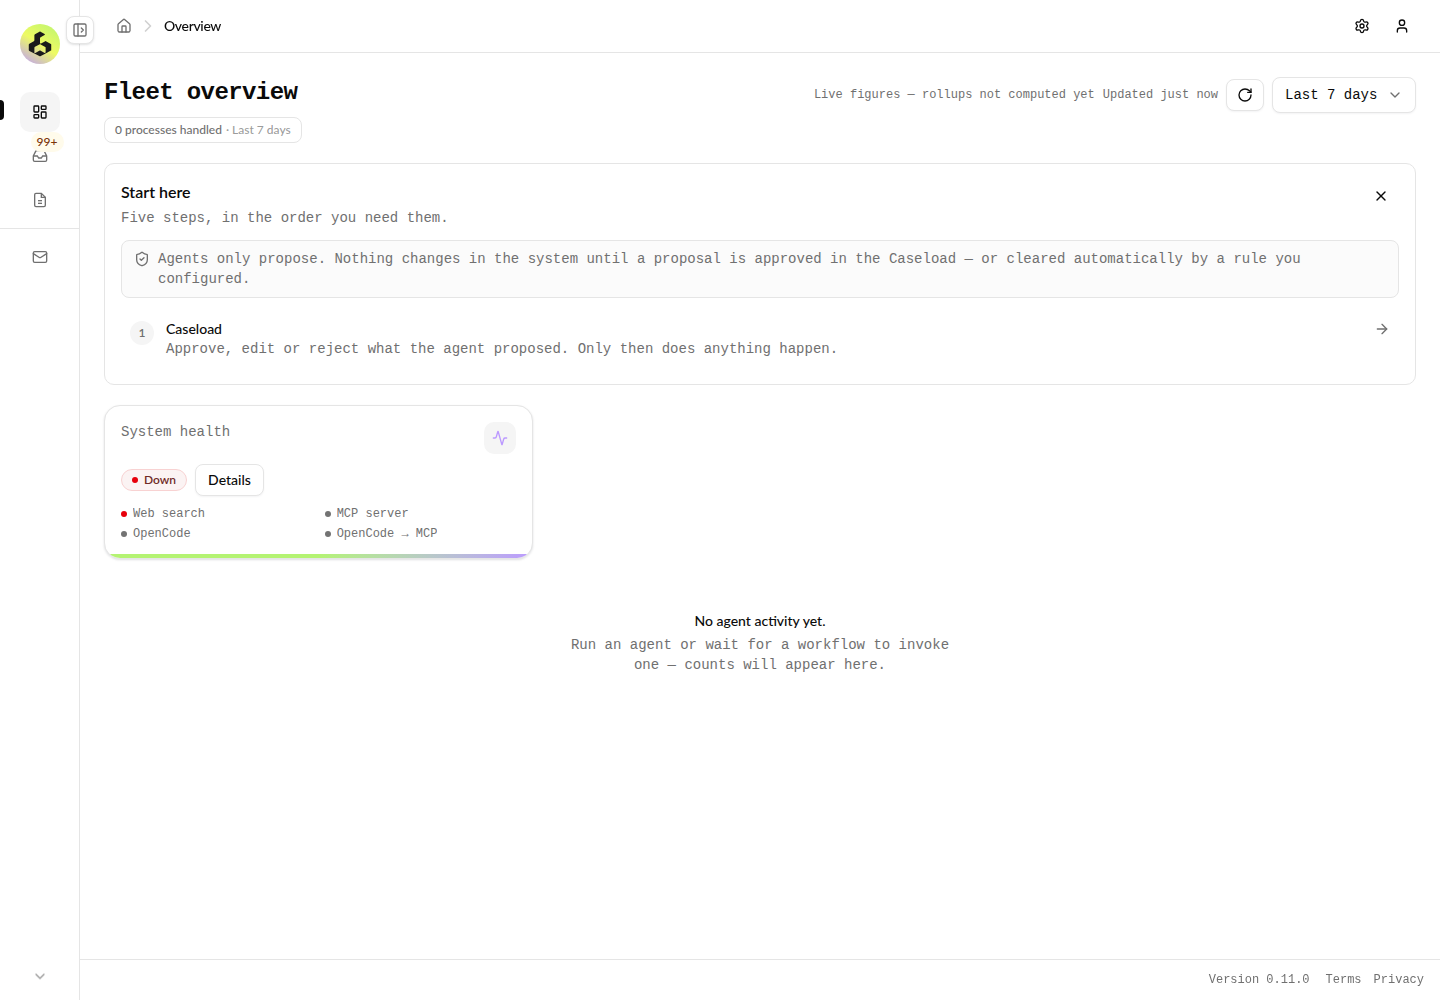 Overview
99+
Fleet overview
Live figures — rollups not computed yet Updated just now
Last 7 days
0 processes handled · Last 7 days
Start here
Five steps, in the order you need them.
Agents only propose. Nothing changes in the system until a proposal is approved in the Caseload — or cleared automatically by a rule you
configured.
1
Caseload
Approve, edit or reject what the agent proposed. Only then does anything happen.
System health
Down
Details
Web search
MCP server
OpenCode
OpenCode → MCP
No agent activity yet.
Run an agent or wait for a workflow to invoke
one — counts will appear here.
Version 0.11.0 Terms Privacy